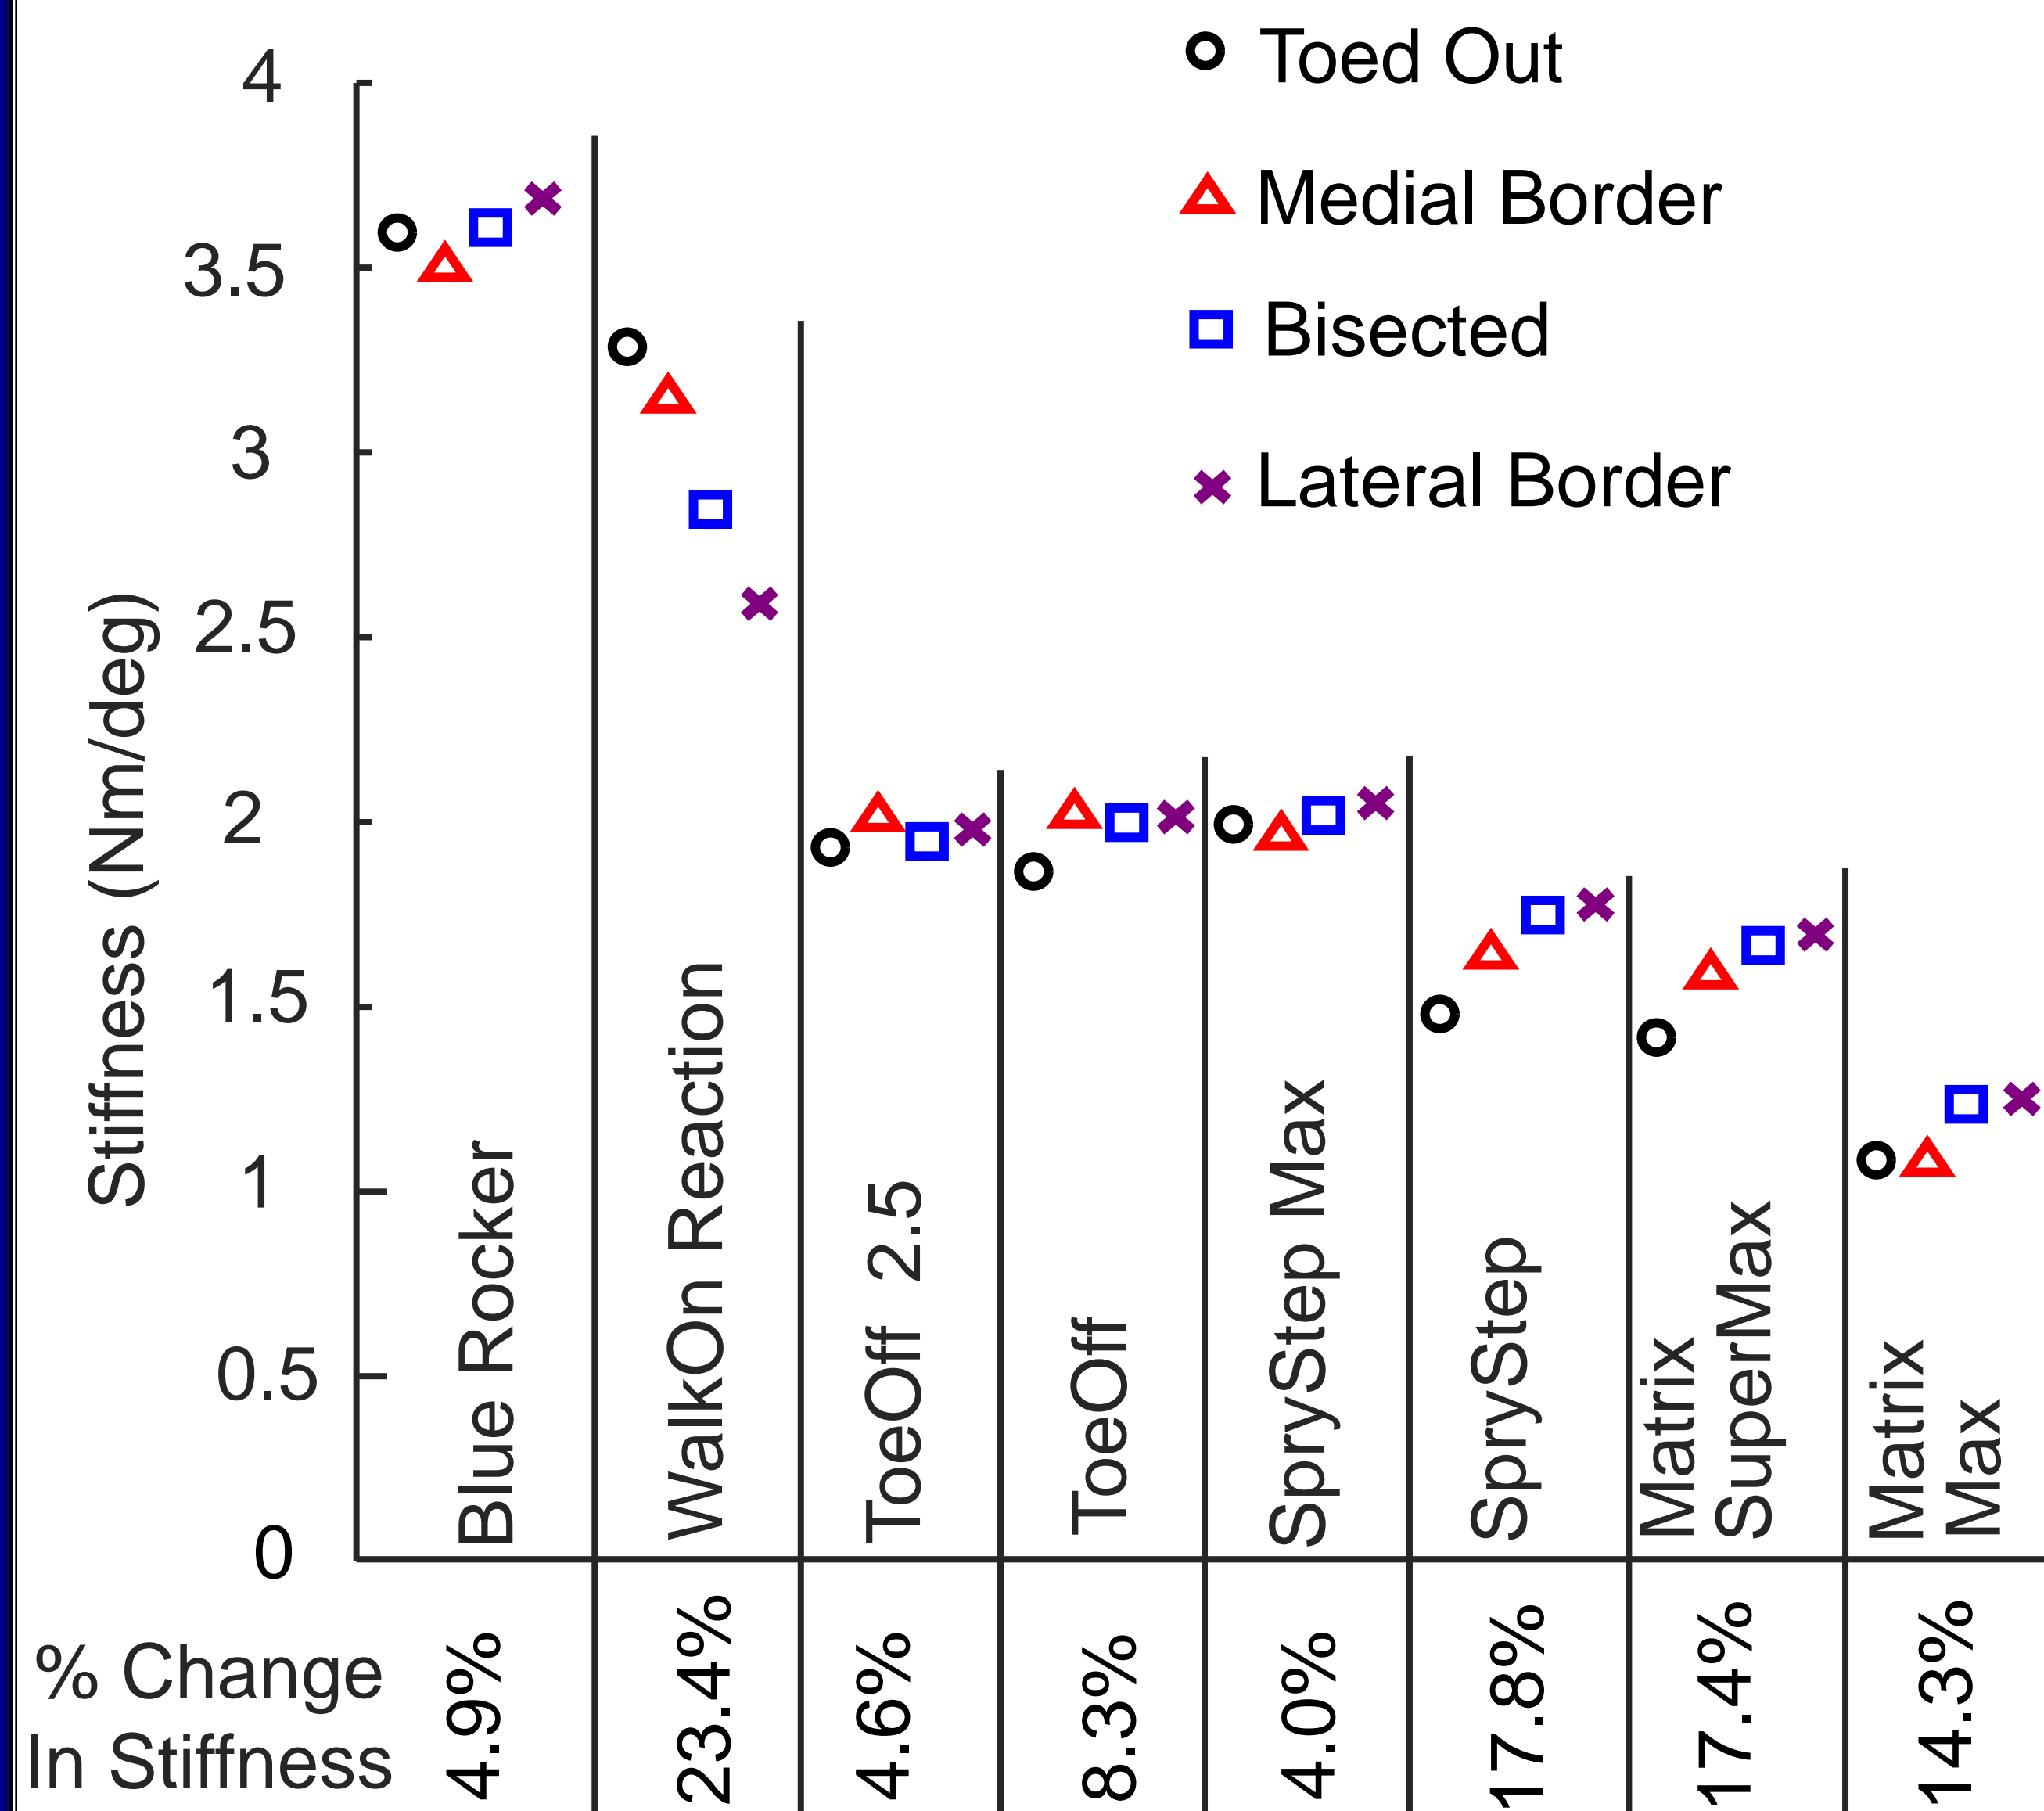 Toed Out
Medial Border
Bisected
Lateral Border
4
3.5
3
2.5
2
1.5
1
0.5
0
Stiffness (Nm/deg)
Blue Rocker
WalkOn Reaction
ToeOff 2.5
ToeOff
SpryStep Max
SpryStep
Matrix
SuperMax
Matrix
Max
% Change
In Stiffness
4.9%
23.4%
4.6%
8.3%
4.0%
17.8%
17.4%
14.3%